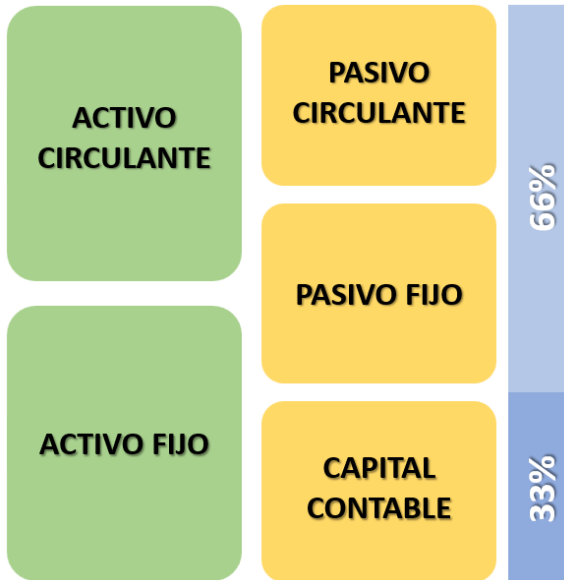 ACTIVO
CIRCULANTE
ACTIVO FIJO
PASIVO
CIRCULANTE
PASIVO FIJO
CAPITAL
CONTABLE
66%
33%